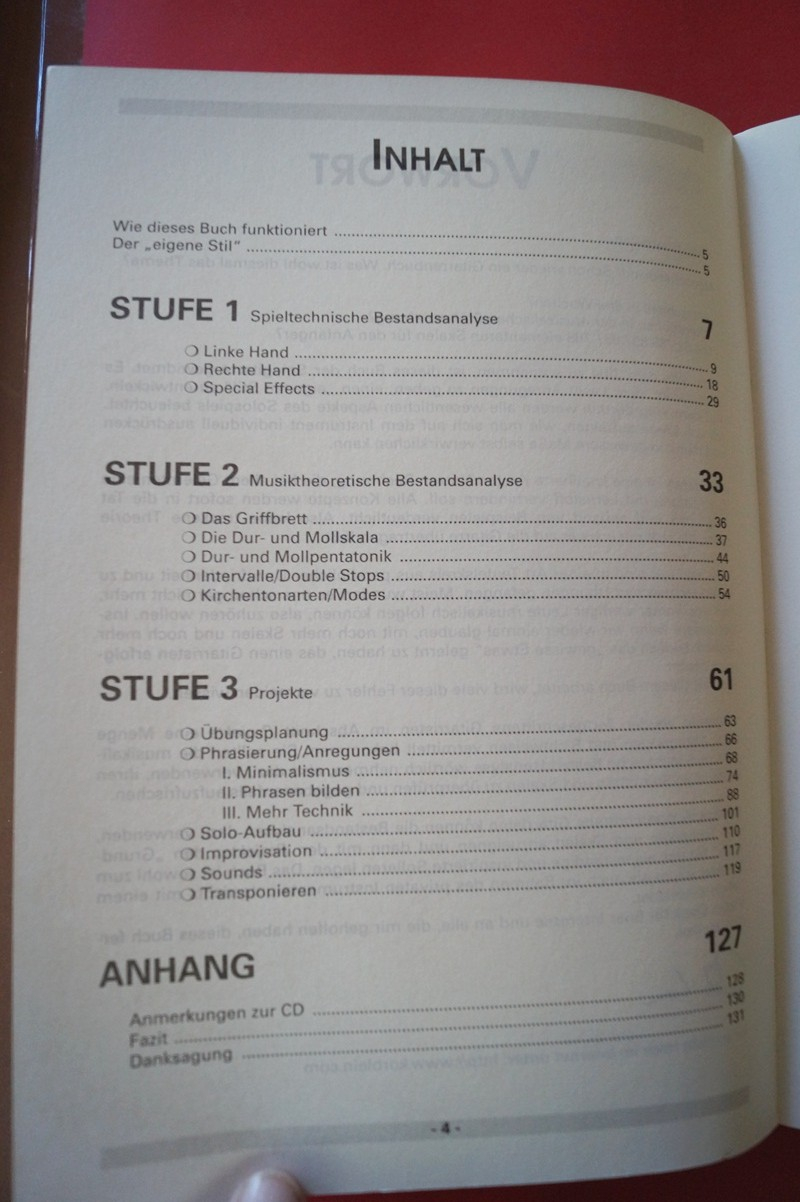 INHALT
Wie dieses Buch funktioniert 5
Der „eigene Stil“ 5
STUFE 1 Spieltechnische Bestandsanalyse 7
❍ Linke Hand 9
❍ Rechte Hand 18
❍ Special Effects 29
STUFE 2 Musiktheoretische Bestandsanalyse 33
❍ Das Griffbrett 36
❍ Die Dur- und Mollskala 37
❍ Dur- und Mollpentatonik 44
❍ Intervalle/Double Stops 50
❍ Kirchentonarten/Modes 54
STUFE 3 Projekte 61
❍ Übungsplanung 63
❍ Phrasierung/Anregungen 66
I. Minimalismus 68
II. Phrasen bilden 74
III. Mehr Technik 88
❍ Solo-Aufbau 101
❍ Improvisation 110
❍ Sounds 117
❍ Transponieren 119
ANHANG 127
Anmerkungen zur CD 128
Fazit 130
Danksagung 131
- 4 -